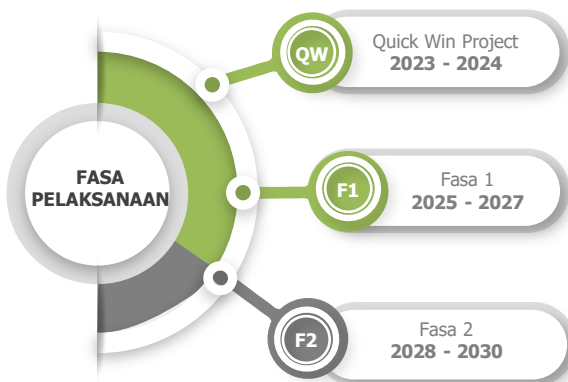 QW
Quick Win Project
2023 - 2024
FASA
PELAKSANAAN
F1
Fasa 1
2025 - 2027
F2
Fasa 2
2028 - 2030